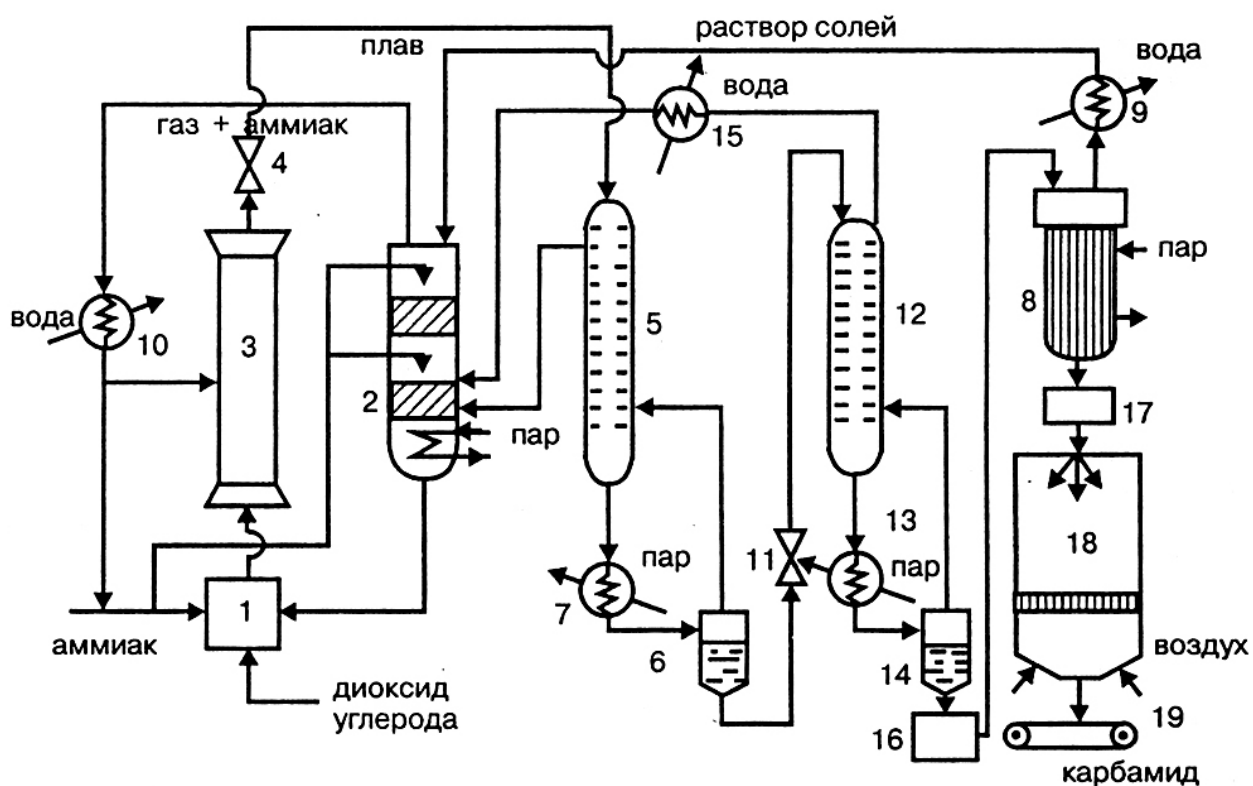 раствор солей
плав
вода
вода
газ + аммиак
15
9
4
пар
8
вода
10
3
5
12
2
17
пар
13
18
11
пар
пар
7
1
6
14
воздух
аммиак
диоксид
углерода
16
19
карбамид